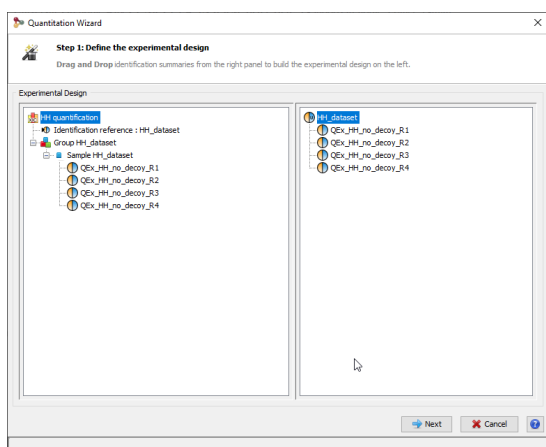 Quantitation Wizard
Step 1: Define the experimental design
Drag and Drop identification summaries from the right panel to build the experimental design on the left.
Experimental Design
HH quantification
Identification reference : HH_dataset
Group HH_dataset
Sample HH_dataset
QEx_HH_no_decoy_R1
QEx_HH_no_decoy_R2
QEx_HH_no_decoy_R3
QEx_HH_no_decoy_R4
HH_dataset
QEx_HH_no_decoy_R1
QEx_HH_no_decoy_R2
QEx_HH_no_decoy_R3
QEx_HH_no_decoy_R4
Next
Cancel